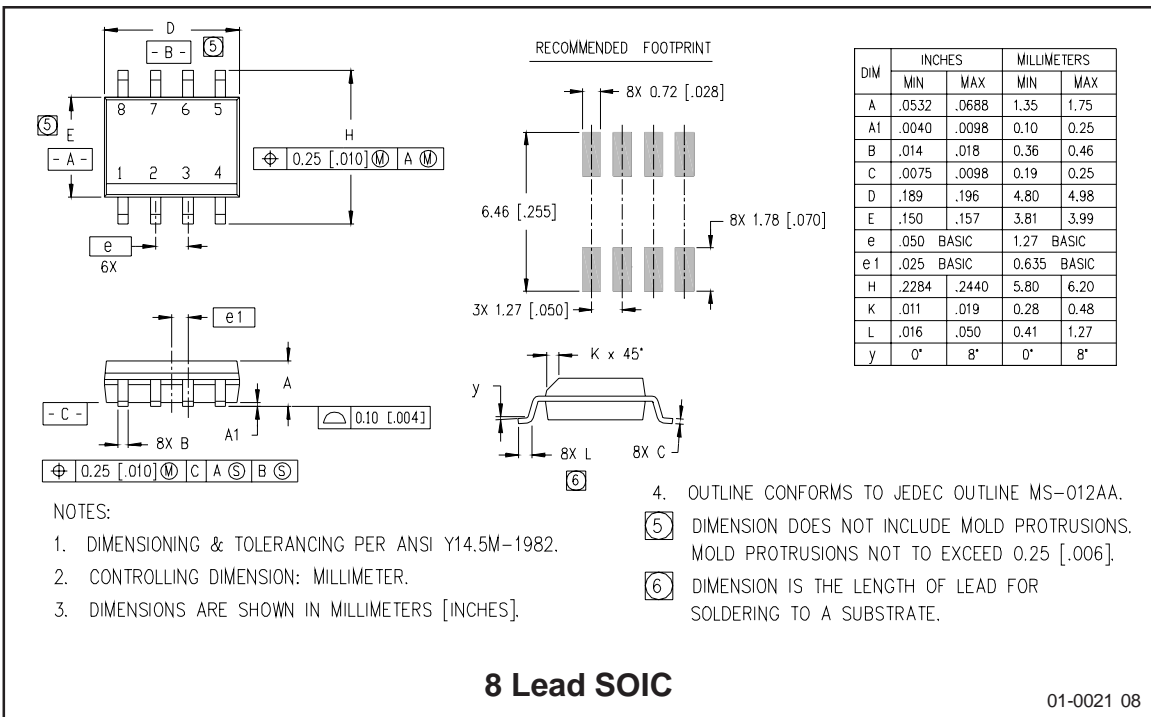 D
- B -
5
RECOMMENDED FOOTPRINT
8 7 6 5
5
E
- A -
1 2 3 4
H
⌖ 0.25 [.010] Ⓜ A Ⓜ
e
6X
8X 0.72 [.028]
6.46 [.255]
8X 1.78 [.070]
3X 1.27 [.050]
DIM INCHES MILLIMETERS
MIN MAX MIN MAX
A .0532 .0688 1.35 1.75
A1 .0040 .0098 0.10 0.25
B .014 .018 0.36 0.46
C .0075 .0098 0.19 0.25
D .189 .196 4.80 4.98
E .150 .157 3.81 3.99
e .050 BASIC 1.27 BASIC
e1 .025 BASIC 0.635 BASIC
H .2284 .2440 5.80 6.20
K .011 .019 0.28 0.48
L .016 .050 0.41 1.27
y 0° 8° 0° 8°
e1
A
- C -
A1
8X B
0.10 [.004]
⌖ 0.25 [.010] Ⓜ C A Ⓢ B Ⓢ
K x 45°
y
8X L
8X C
6
NOTES:
1. DIMENSIONING & TOLERANCING PER ANSI Y14.5M-1982.
2. CONTROLLING DIMENSION: MILLIMETER.
3. DIMENSIONS ARE SHOWN IN MILLIMETERS [INCHES].
4. OUTLINE CONFORMS TO JEDEC OUTLINE MS-012AA.
5 DIMENSION DOES NOT INCLUDE MOLD PROTRUSIONS.
MOLD PROTRUSIONS NOT TO EXCEED 0.25 [.006].
6 DIMENSION IS THE LENGTH OF LEAD FOR
SOLDERING TO A SUBSTRATE.
8 Lead SOIC
01-0021 08